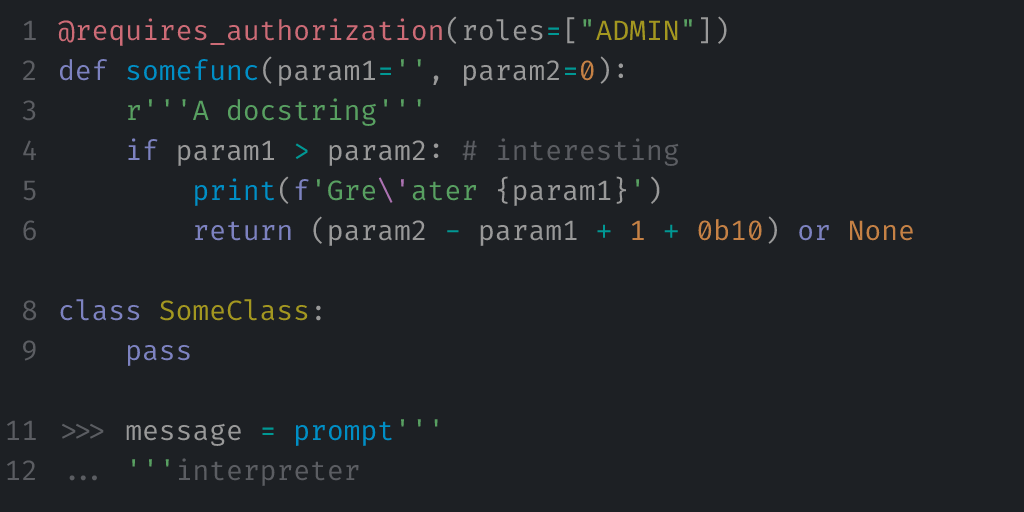 1 @requires_authorization(roles=["ADMIN"])
2 def somefunc(param1='', param2=0):
3     r'''A docstring'''
4     if param1 > param2: # interesting
5         print(f'Gre\'ater {param1}')
6         return (param2 - param1 + 1 + 0b10) or None
8 class SomeClass:
9     pass
11 >>> message = prompt'''
12 ... '''interpreter